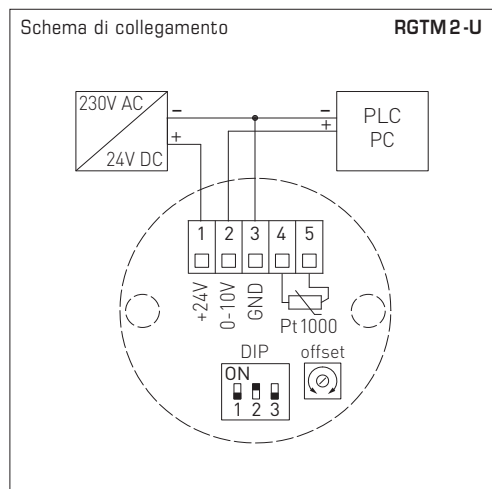 Schema di collegamento RGTM 2 - U
230V AC
24V DC
–
+
–
+
PLC
PC
1 2 3 4 5
+24V
0-10V
GND
Pt1000
DIP
offset
ON
1 2 3